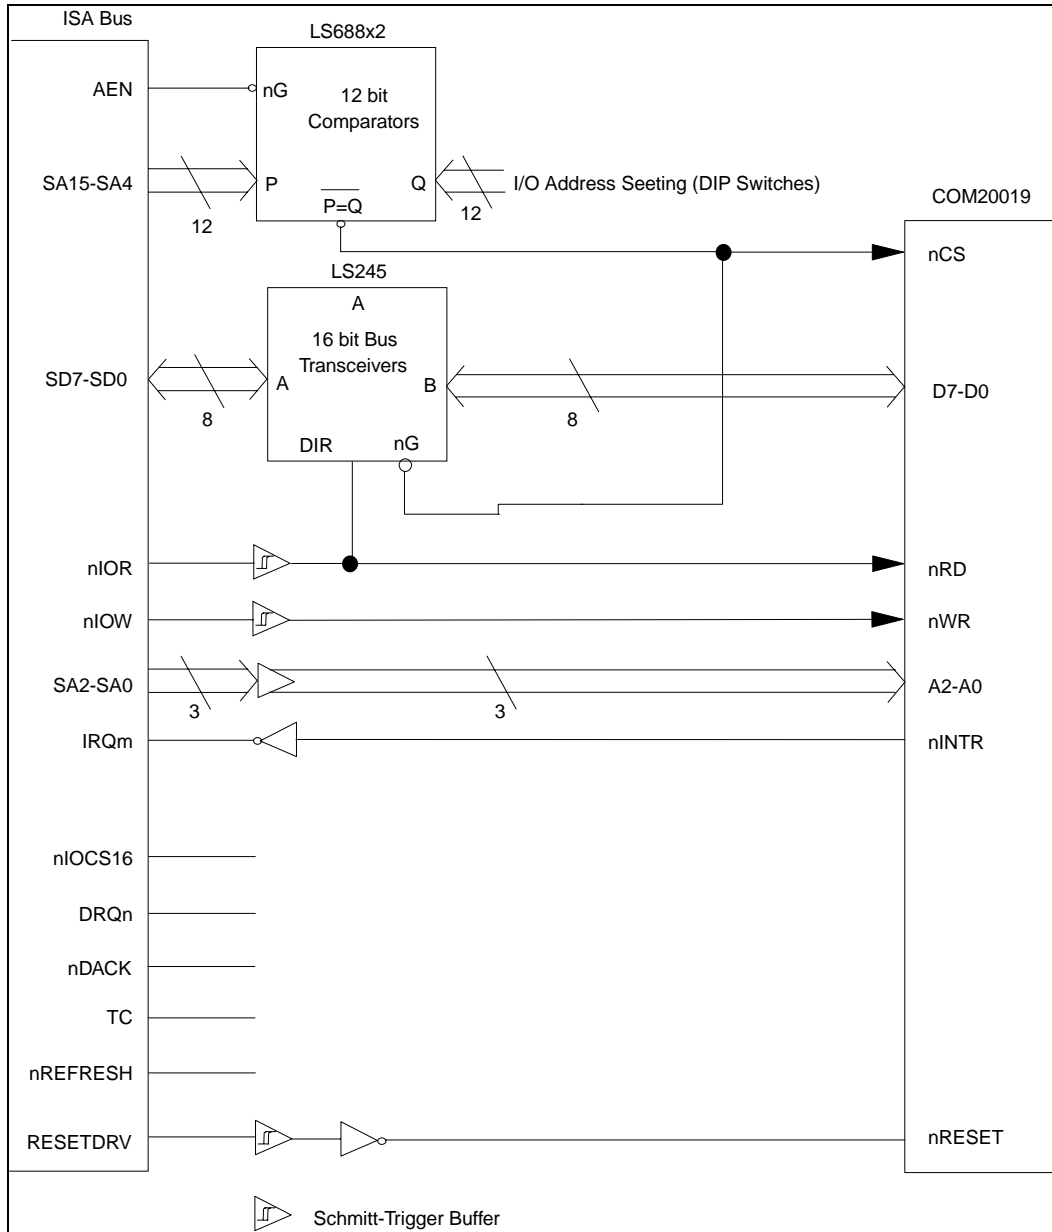 ISA Bus
LS688x2
AEN
nG
12 bit
Comparators
SA15-SA4
12
P
P=Q
Q
12
I/O Address Seeting (DIP Switches)
COM20019
nCS
LS245
A
16 bit Bus
Transceivers
SD7-SD0
8
A
B
8
D7-D0
DIR
nG
nIOR
nRD
nIOW
nWR
SA2-SA0
3
3
A2-A0
IRQm
nINTR
nIOCS16
DRQn
nDACK
TC
nREFRESH
RESETDRV
nRESET
Schmitt-Trigger Buffer